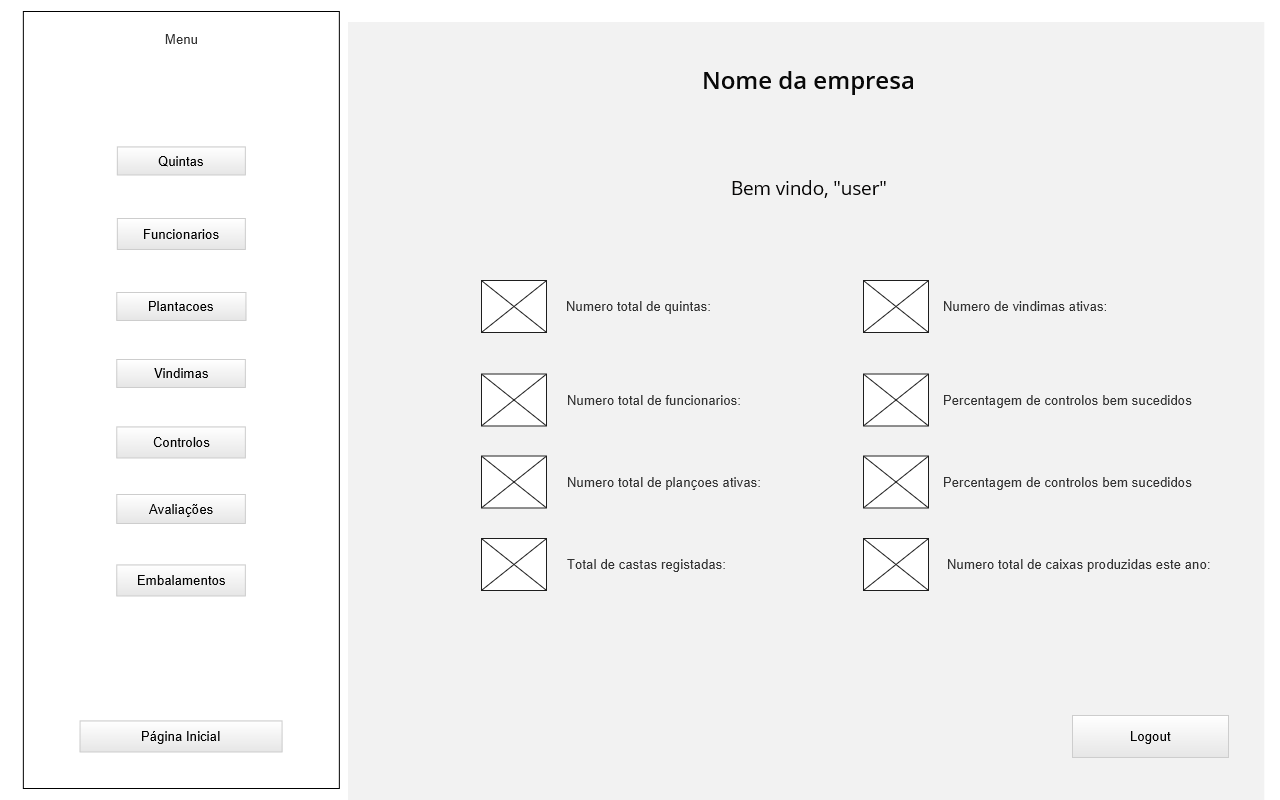 Menu
Quintas
Funcionarios
Plantacoes
Vindimas
Controlos
Avaliações
Embalamentos
Página Inicial
Nome da empresa
Bem vindo, "user"
Numero total de quintas:
Numero de vindimas ativas:
Numero total de funcionarios:
Percentagem de controlos bem sucedidos
Numero total de plançoes ativas:
Percentagem de controlos bem sucedidos
Total de castas registadas:
Numero total de caixas produzidas este ano:
Logout